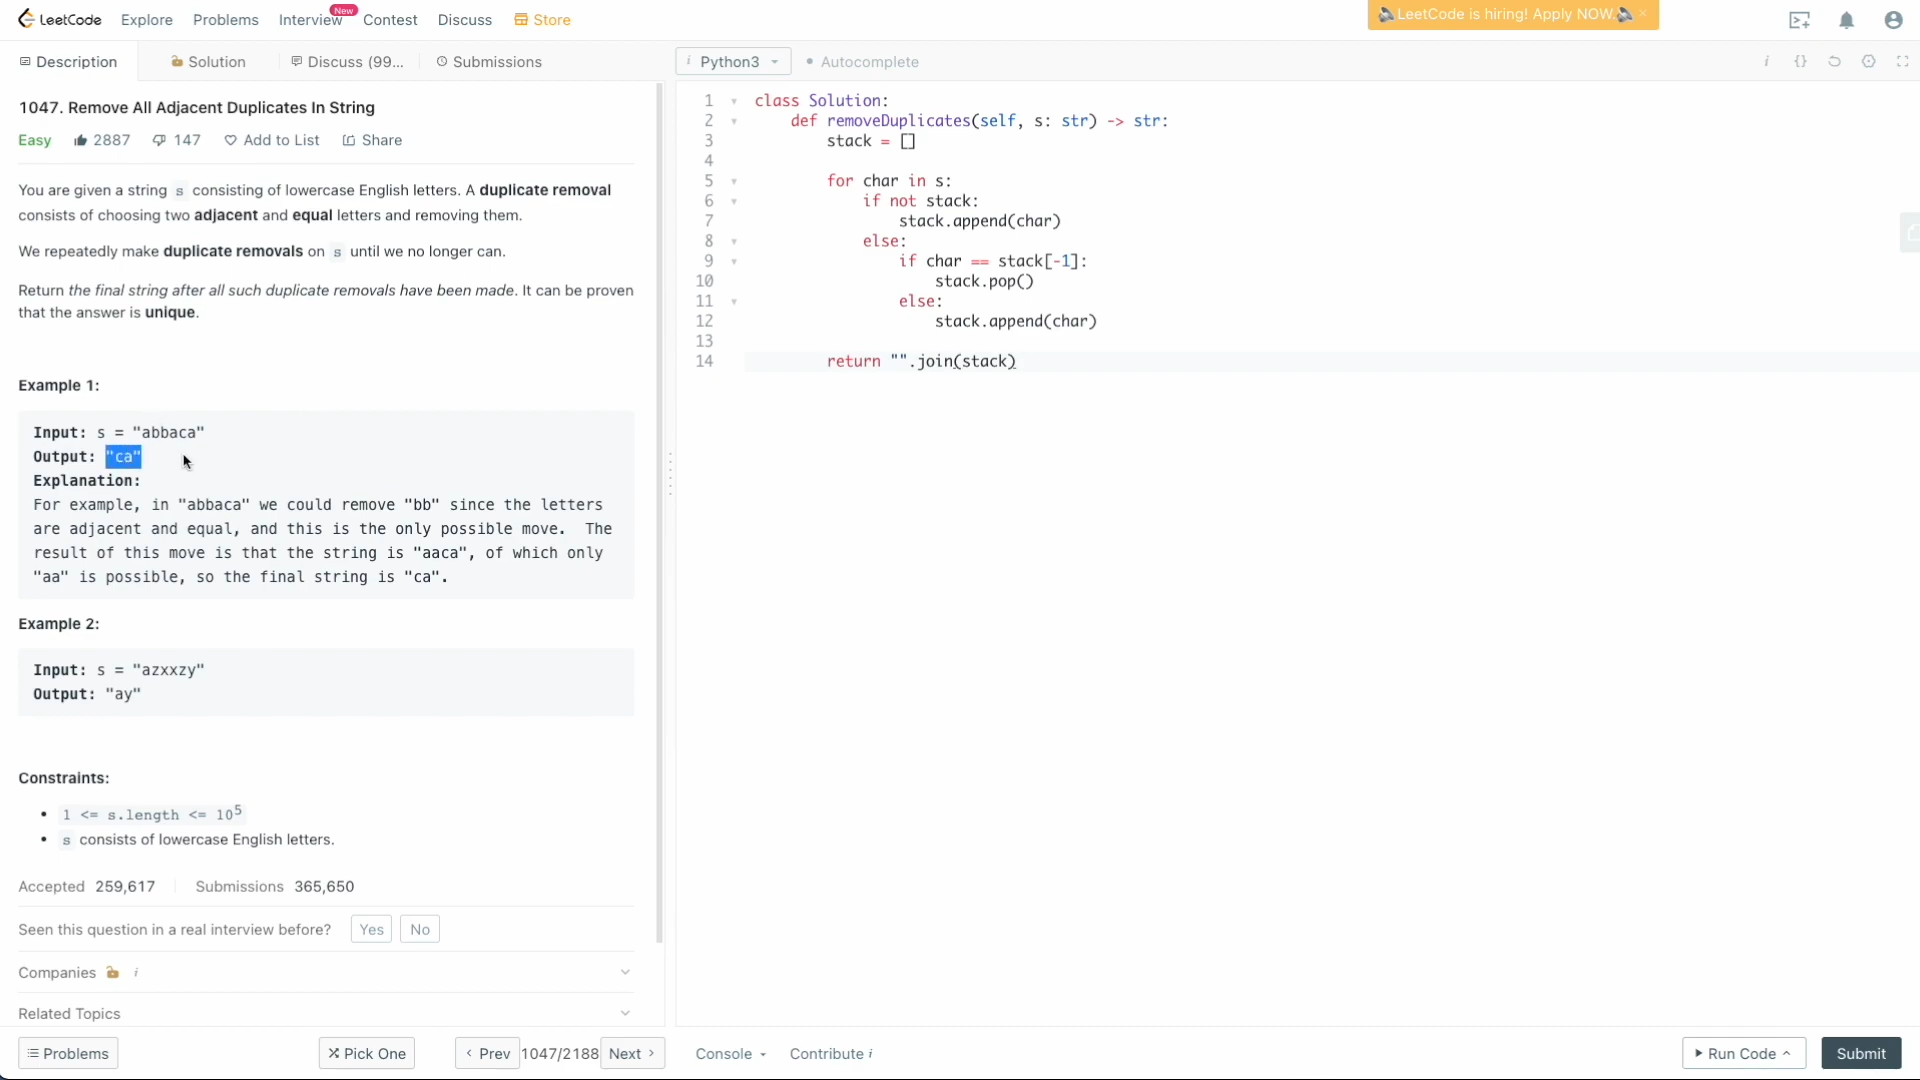 LeetCode Explore Problems Interview New Contest Discuss Store LeetCode is hiring! Apply NOW. ×
Description Solution Discuss (99... Submissions
1047. Remove All Adjacent Duplicates In String
Easy 2887 147 Add to List Share
You are given a string s consisting of lowercase English letters. A duplicate removal
consists of choosing two adjacent and equal letters and removing them.
We repeatedly make duplicate removals on s until we no longer can.
Return the final string after all such duplicate removals have been made. It can be proven
that the answer is unique.
Example 1:
Input: s = "abbaca"
Output: "ca"
Explanation:
For example, in "abbaca" we could remove "bb" since the letters
are adjacent and equal, and this is the only possible move. The
result of this move is that the string is "aaca", of which only
"aa" is possible, so the final string is "ca".
Example 2:
Input: s = "azxxzy"
Output: "ay"
Constraints:
• 1 <= s.length <= 10⁵
• s consists of lowercase English letters.
Accepted 259,617 Submissions 365,650
Seen this question in a real interview before? Yes No
Companies i
Related Topics
Problems Pick One Prev 1047/2188 Next
i Python3 • Autocomplete i {}
1 class Solution:
2     def removeDuplicates(self, s: str) -> str:
3         stack = []
4
5         for char in s:
6             if not stack:
7                 stack.append(char)
8             else:
9                 if char == stack[-1]:
10                     stack.pop()
11                 else:
12                     stack.append(char)
13
14         return "".join(stack)
Console Contribute i Run Code Submit